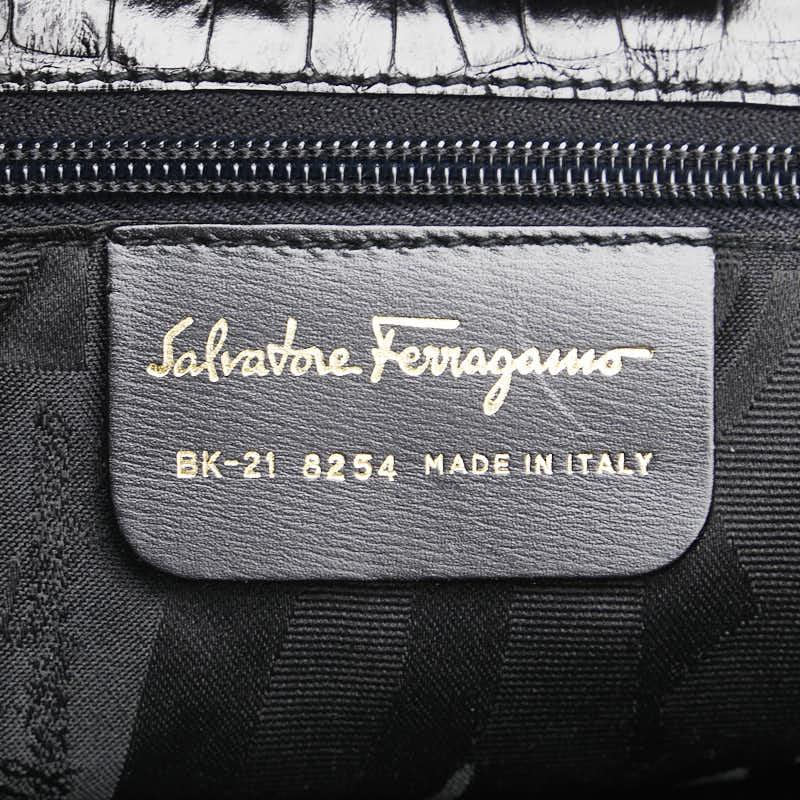 Salvatore Ferragamo
BK-21 8254 MADE IN ITALY